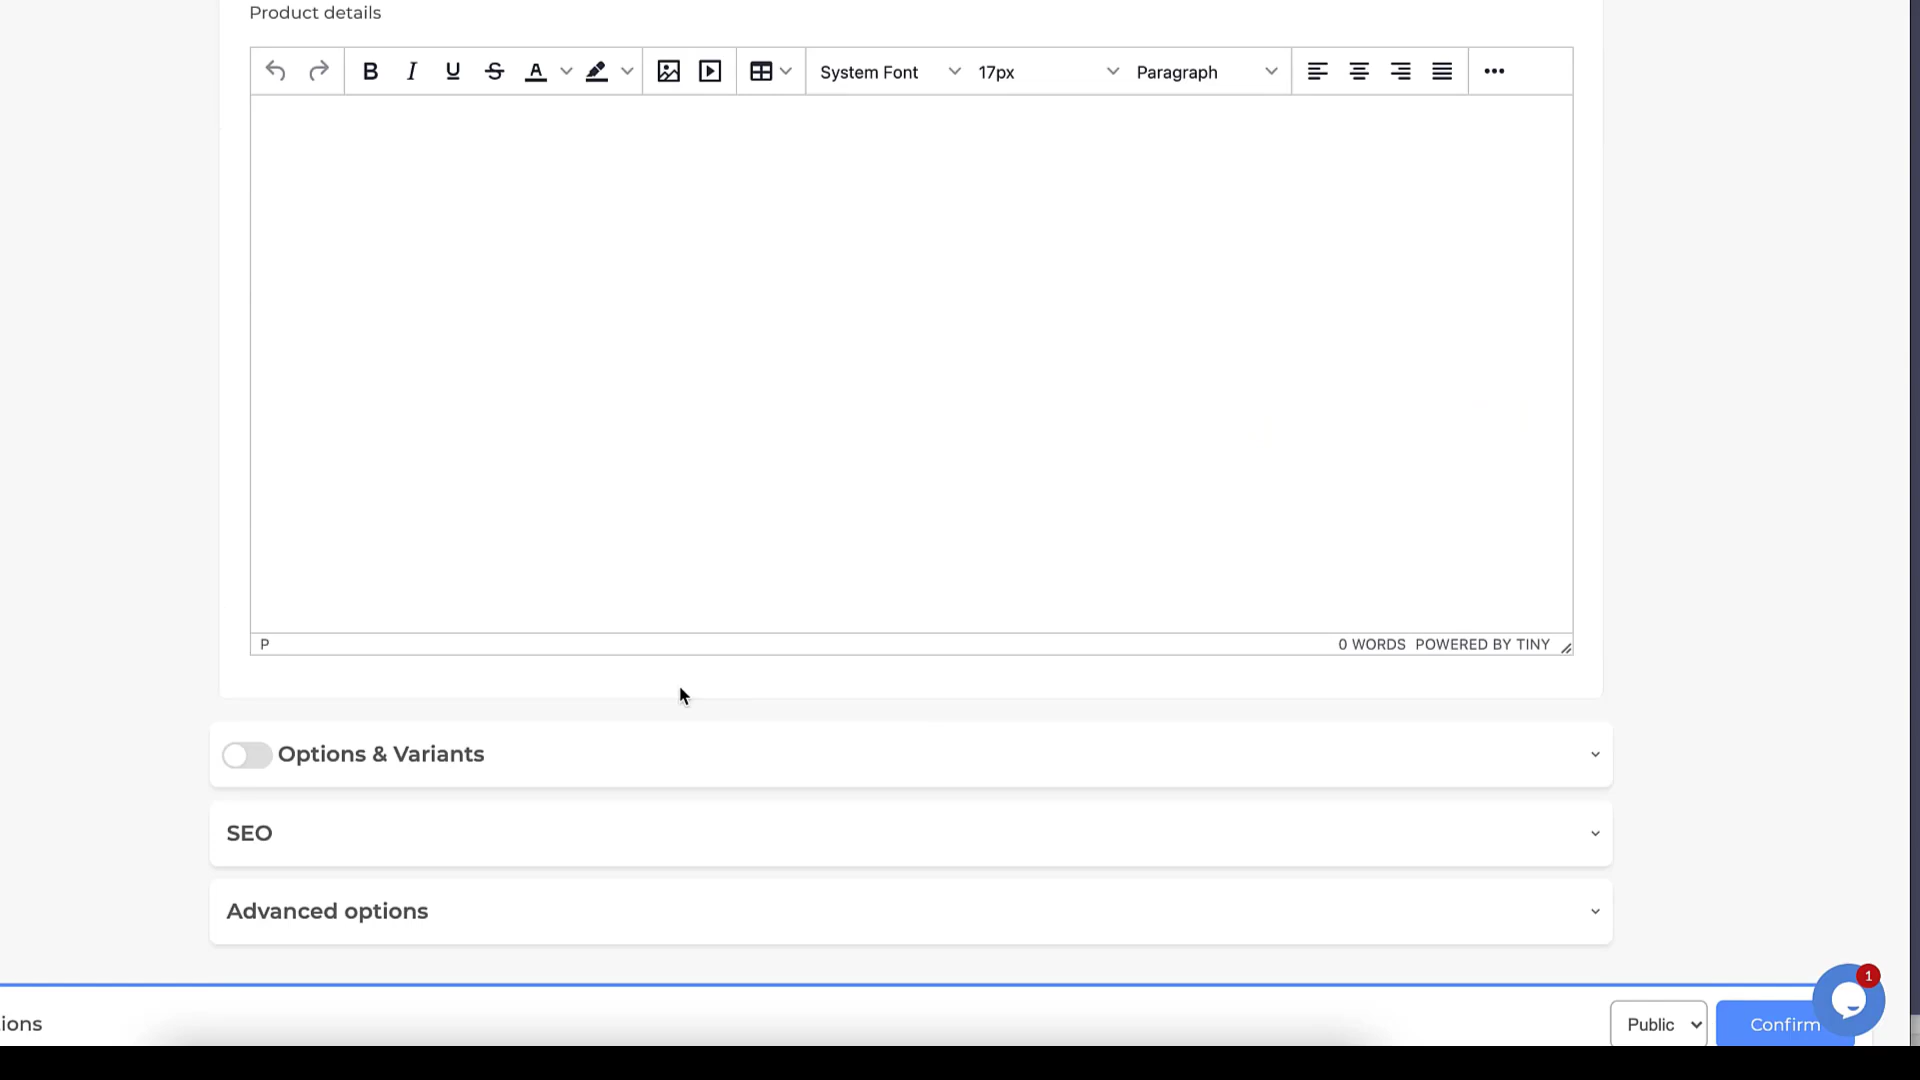 Product details
System Font 17px Paragraph
P 0 WORDS POWERED BY TINY
Options & Variants
SEO
Advanced options
1
ions Public Confirm